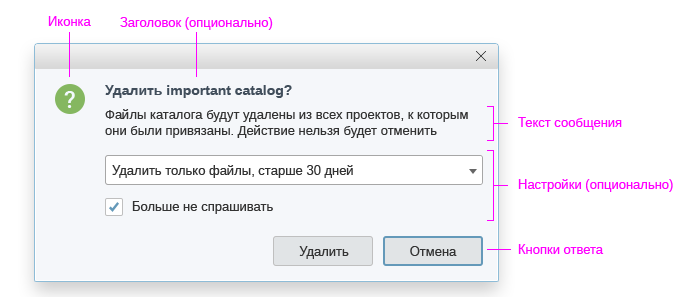 Иконка
Заголовок (опционально)
Удалить important catalog?
Файлы каталога будут удалены из всех проектов, к которым
они были привязаны. Действие нельзя будет отменить
Текст сообщения
Удалить только файлы, старше 30 дней
Настройки (опционально)
Больше не спрашивать
Удалить
Отмена
Кнопки ответа